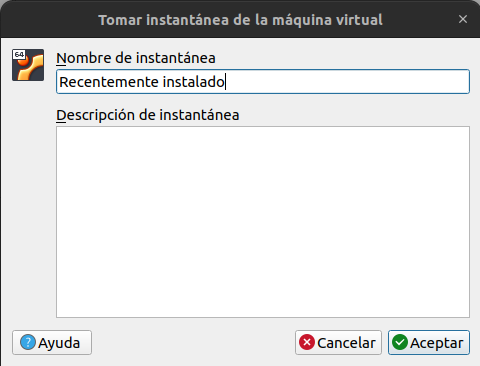 Tomar instantánea de la máquina virtual
64
Nombre de instantánea
Recentemente instalado
Descripción de instantánea
Ayuda
Cancelar
Aceptar